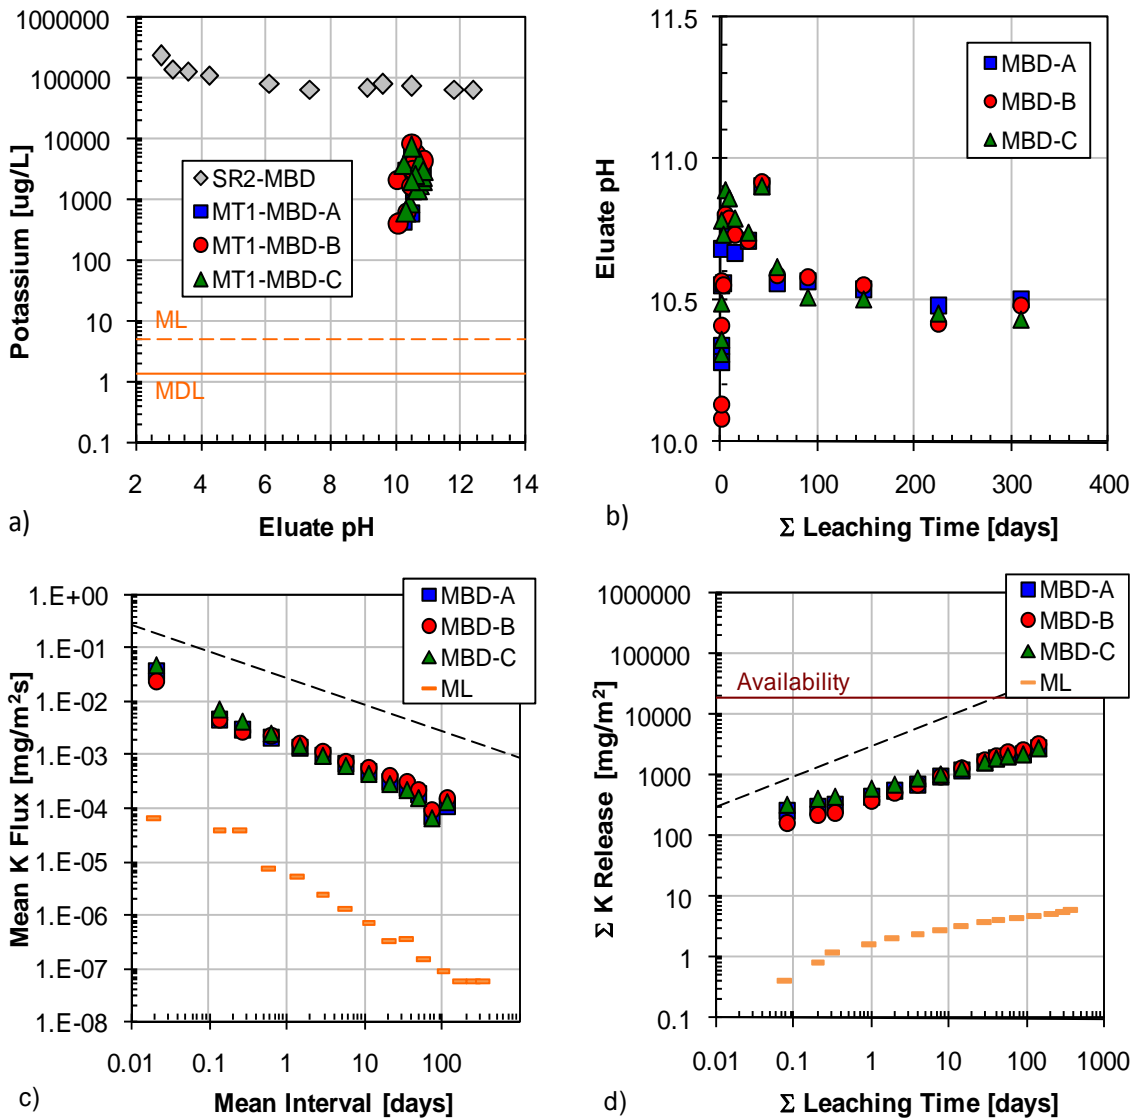 1000000
100000
10000
1000
100
10
1
0.1
Potassium [ug/L]
SR2-MBD
MT1-MBD-A
MT1-MBD-B
MT1-MBD-C
ML
MDL
2 4 6 8 10 12 14
Eluate pH
a)
11.5
11.0
10.5
10.0
Eluate pH
MBD-A
MBD-B
MBD-C
0 100 200 300 400
Σ Leaching Time [days]
b)
1.E+00
1.E-01
1.E-02
1.E-03
1.E-04
1.E-05
1.E-06
1.E-07
1.E-08
Mean K Flux [mg/m²s]
MBD-A
MBD-B
MBD-C
ML
0.01 0.1 1 10 100
Mean Interval [days]
c)
1000000
100000
10000
1000
100
10
1
0.1
Σ K Release [mg/m²]
MBD-A
MBD-B
MBD-C
ML
Availability
0.01 0.1 1 10 100 1000
Σ Leaching Time [days]
d)